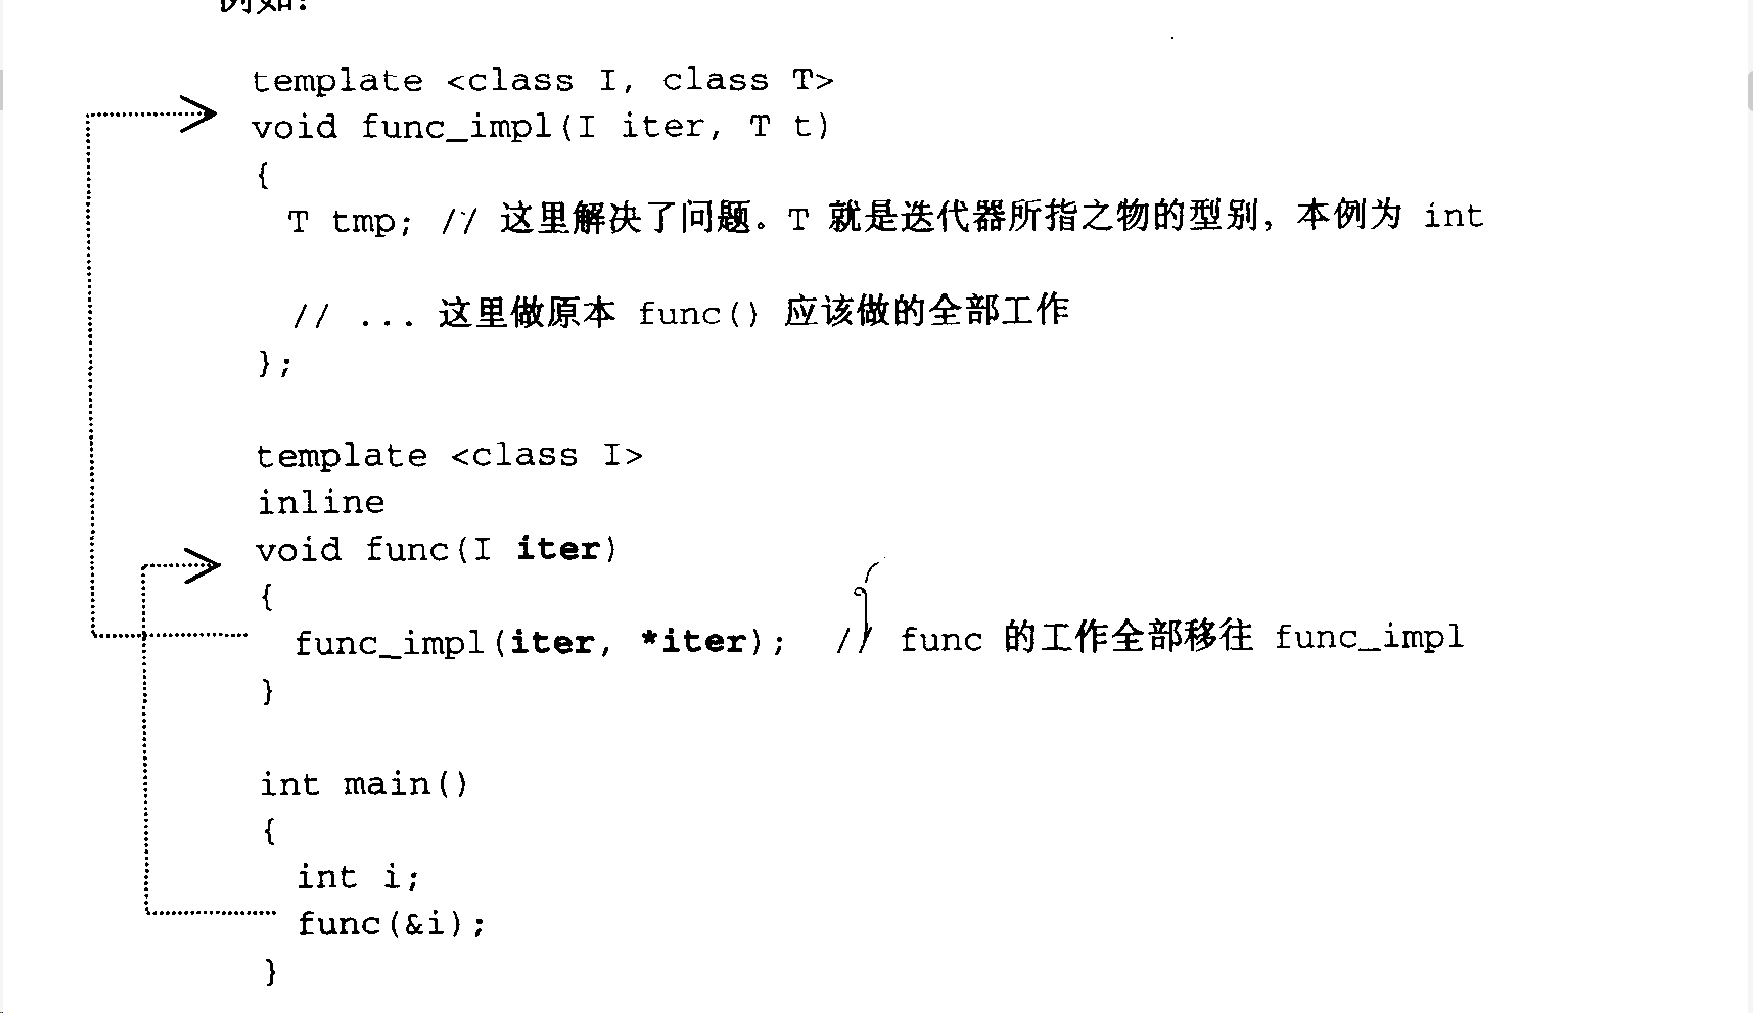 例如：
template <class I, class T>
void func_impl(I iter, T t)
{
T tmp; // 这里解决了问题。T 就是迭代器所指之物的型别，本例为 int
// ... 这里做原本 func() 应该做的全部工作
};
template <class I>
inline
void func(I iter)
{
func_impl(iter, *iter); // func 的工作全部移往 func_impl
}
int main()
{
int i;
func(&i);
}